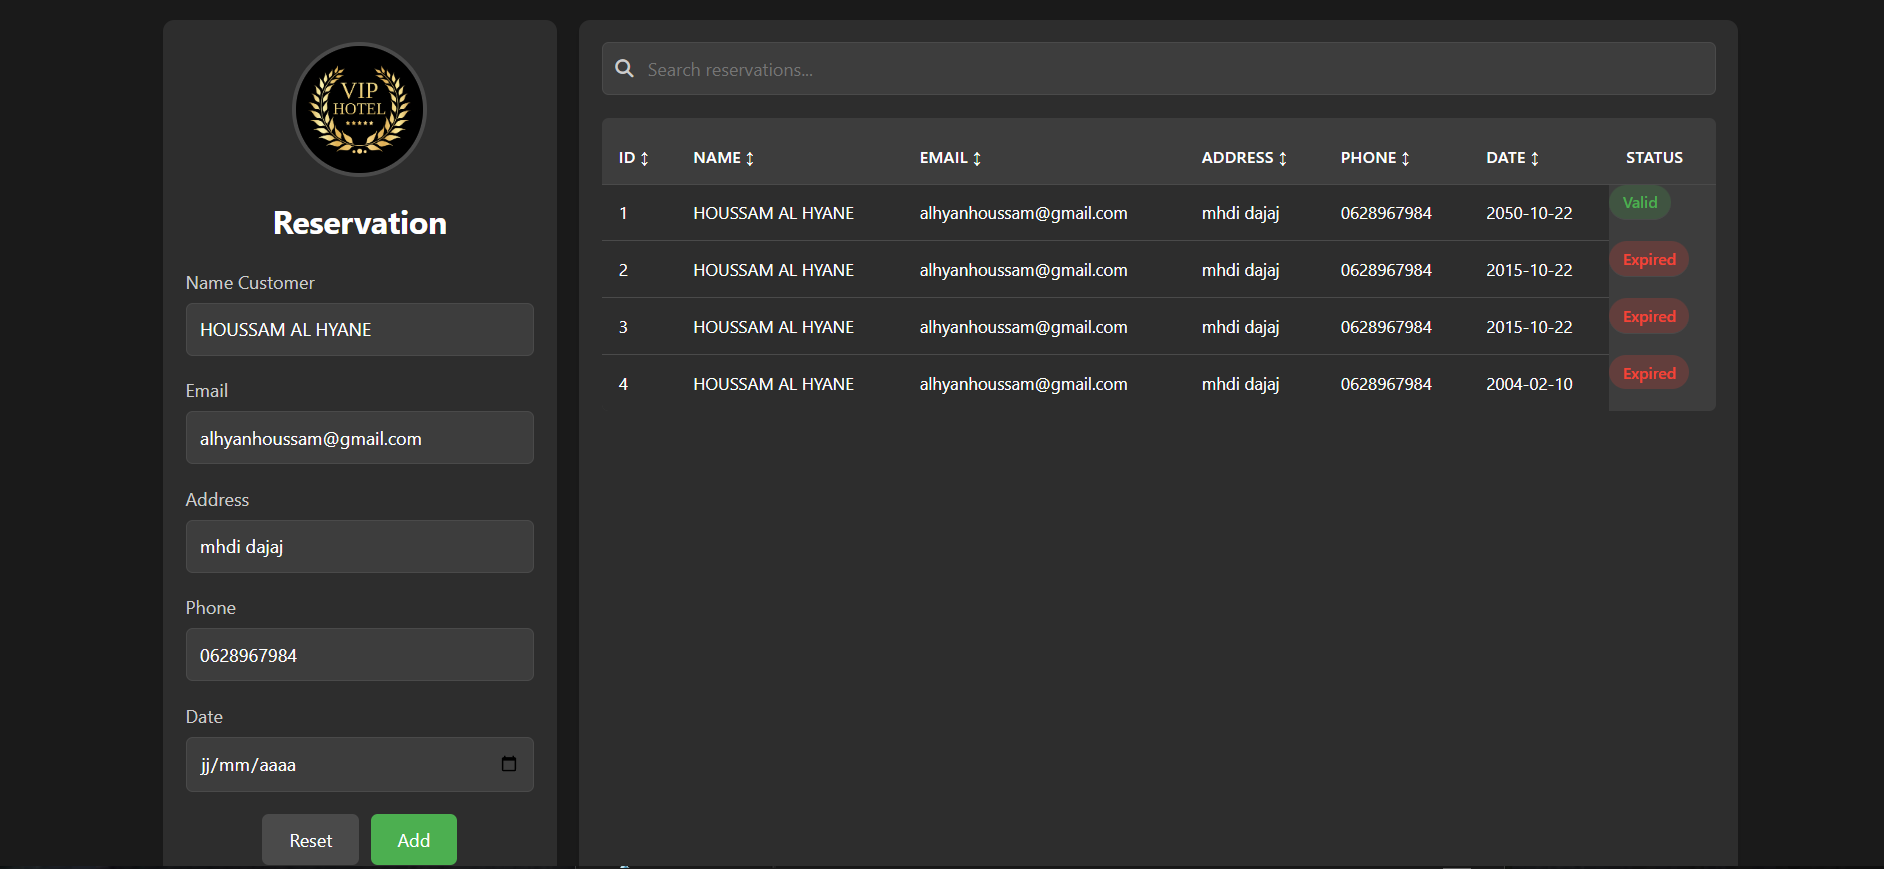 VIP
HOTEL
Reservation
Name Customer
HOUSSAM AL HYANE
Email
alhyanhoussam@gmail.com
Address
mhdi dajaj
Phone
0628967984
Date
jj/mm/aaaa
Reset Add
Search reservations...
ID NAME EMAIL ADDRESS PHONE DATE STATUS
1 HOUSSAM AL HYANE alhyanhoussam@gmail.com mhdi dajaj 0628967984 2050-10-22 Valid
2 HOUSSAM AL HYANE alhyanhoussam@gmail.com mhdi dajaj 0628967984 2015-10-22 Expired
3 HOUSSAM AL HYANE alhyanhoussam@gmail.com mhdi dajaj 0628967984 2015-10-22 Expired
4 HOUSSAM AL HYANE alhyanhoussam@gmail.com mhdi dajaj 0628967984 2004-02-10 Expired